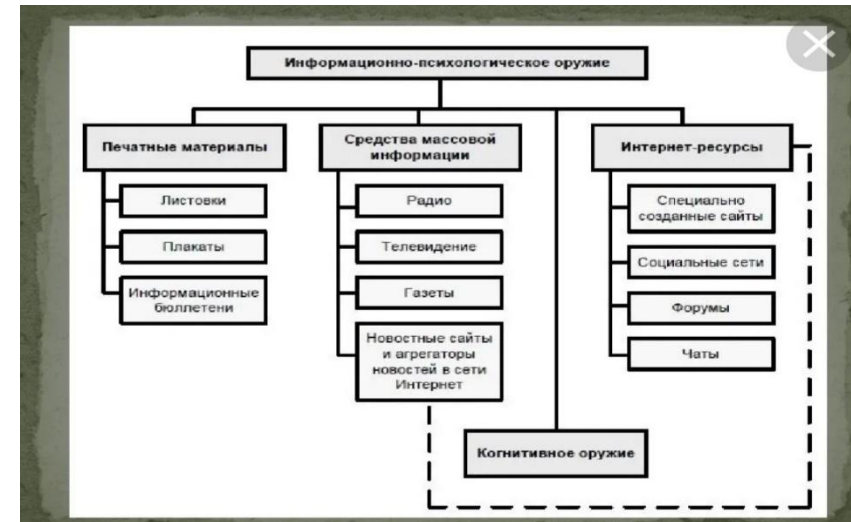 Информационно-психологическое оружие
Печатные материалы
Листовки
Плакаты
Информационные
бюллетени
Средства массовой
информации
Радио
Телевидение
Газеты
Новостные сайты
и агрегаторы
новостей в сети
Интернет
Интернет-ресурсы
Специально
созданные сайты
Социальные сети
Форумы
Чаты
Когнитивное оружие